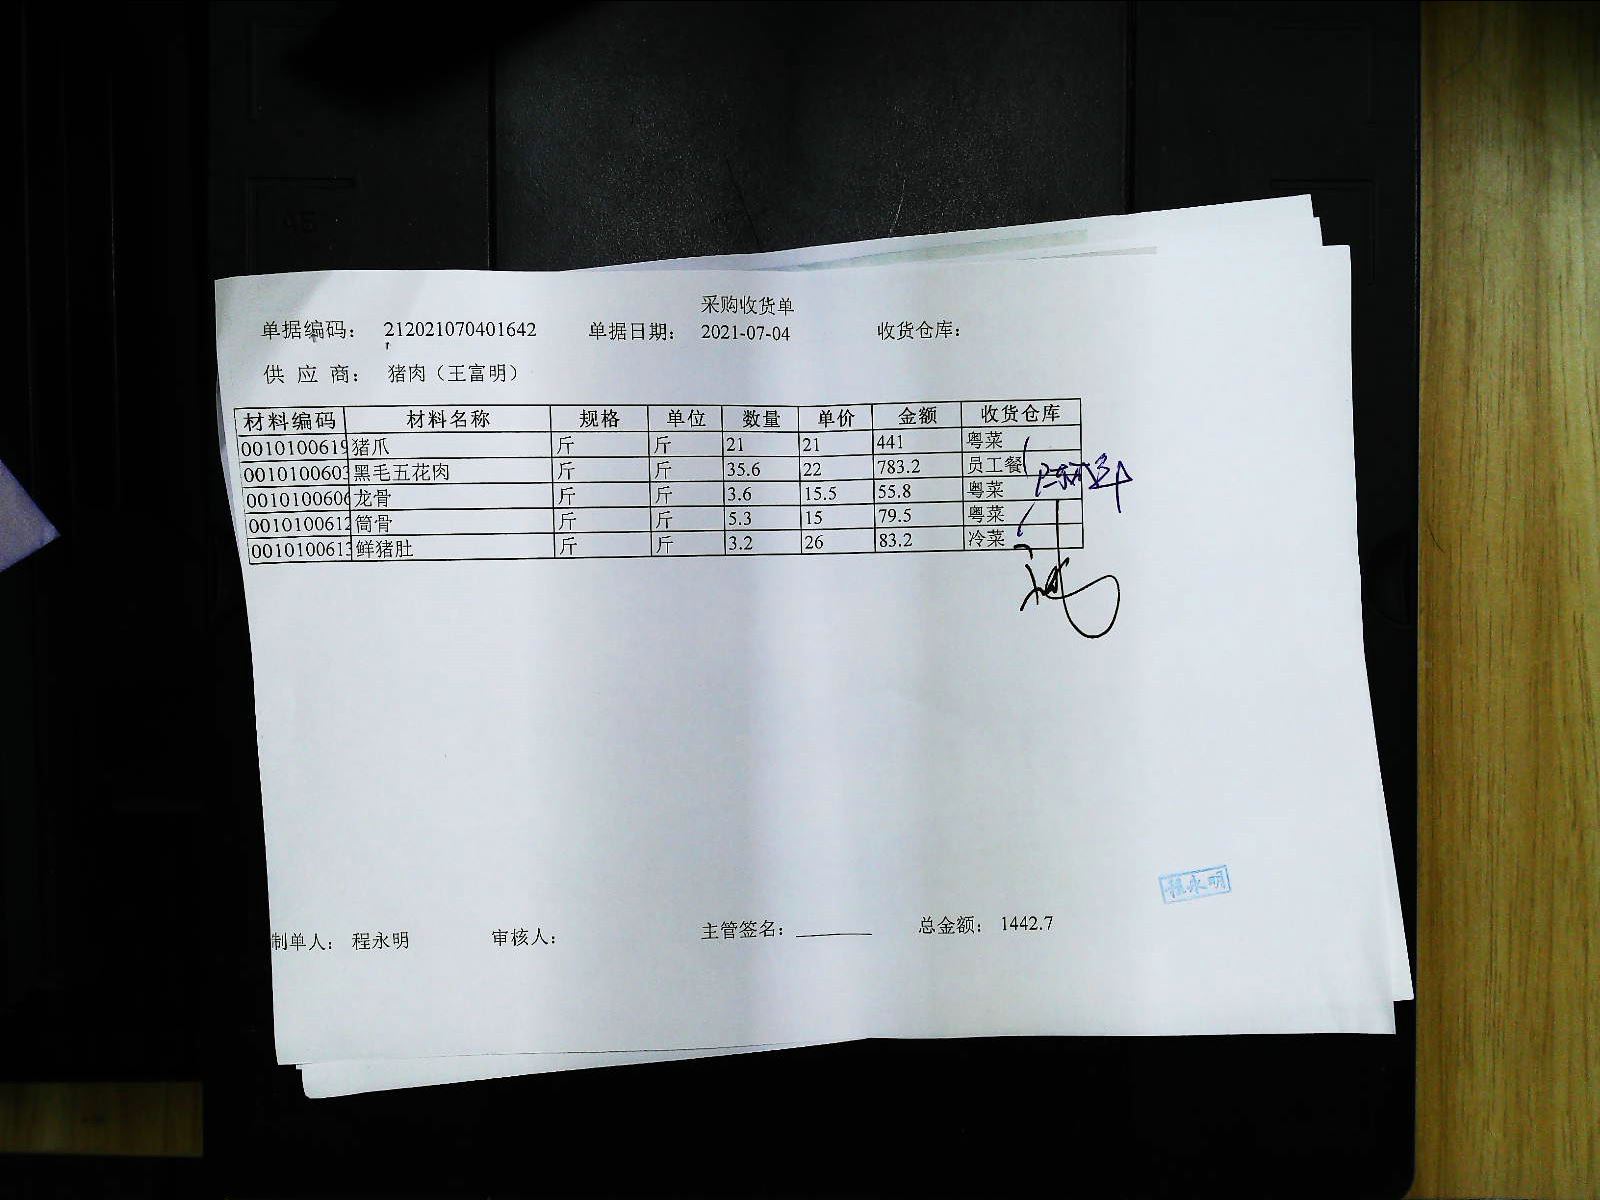 采购收货单
单据编码: 212021070401642 单据日期: 2021-07-04 收货仓库:
供 应 商: 猪肉（王富明）
材料编码 材料名称 规格 单位 数量 单价 金额 收货仓库
0010100619 猪爪 斤 斤 21 21 441 粤菜
0010100603 黑毛五花肉 斤 斤 35.6 22 783.2 员工餐
0010100606 龙骨 斤 斤 3.6 15.5 55.8 粤菜
0010100612 筒骨 斤 斤 5.3 15 79.5 粤菜
0010100613 鲜猪肚 斤 斤 3.2 26 83.2 冷菜
程永明
制单人: 程永明 审核人: 主管签名: 总金额: 1442.7